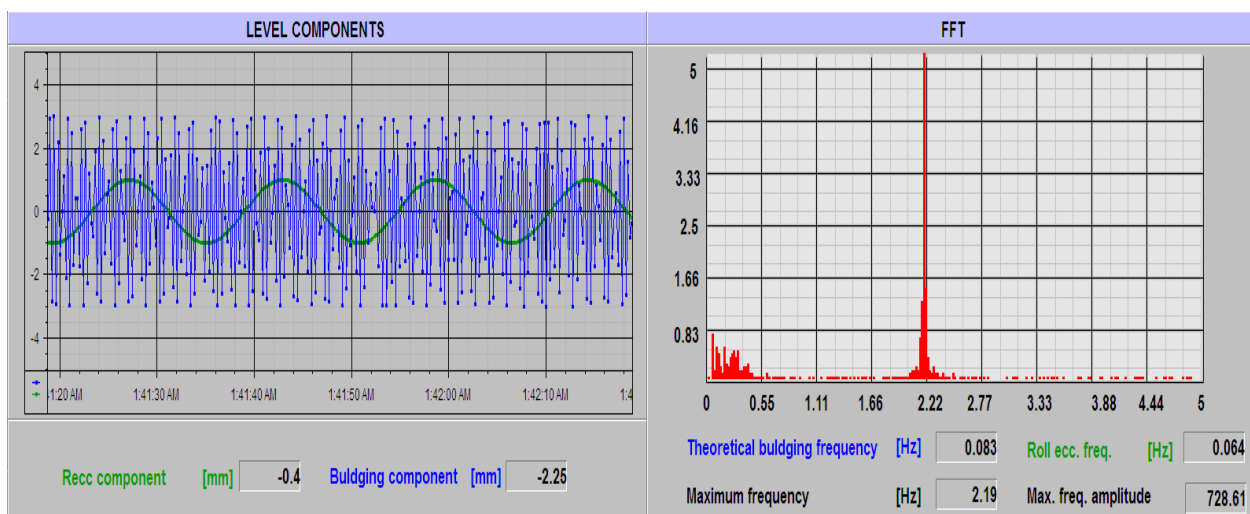 LEVEL COMPONENTS
4
2
0
-2
-4
1:20 AM 1:41:30 AM 1:41:40 AM 1:41:50 AM 1:42:00 AM 1:42:10 AM 1:4
Recc component [mm] -0.4 Buldging component [mm] -2.25
FFT
5
4.16
3.33
2.5
1.66
0.83
0 0.55 1.11 1.66 2.22 2.77 3.33 3.88 4.44 5
Theoretical buldging frequency [Hz] 0.083 Roll ecc. freq. [Hz] 0.064
Maximum frequency [Hz] 2.19 Max. freq. amplitude 728.61